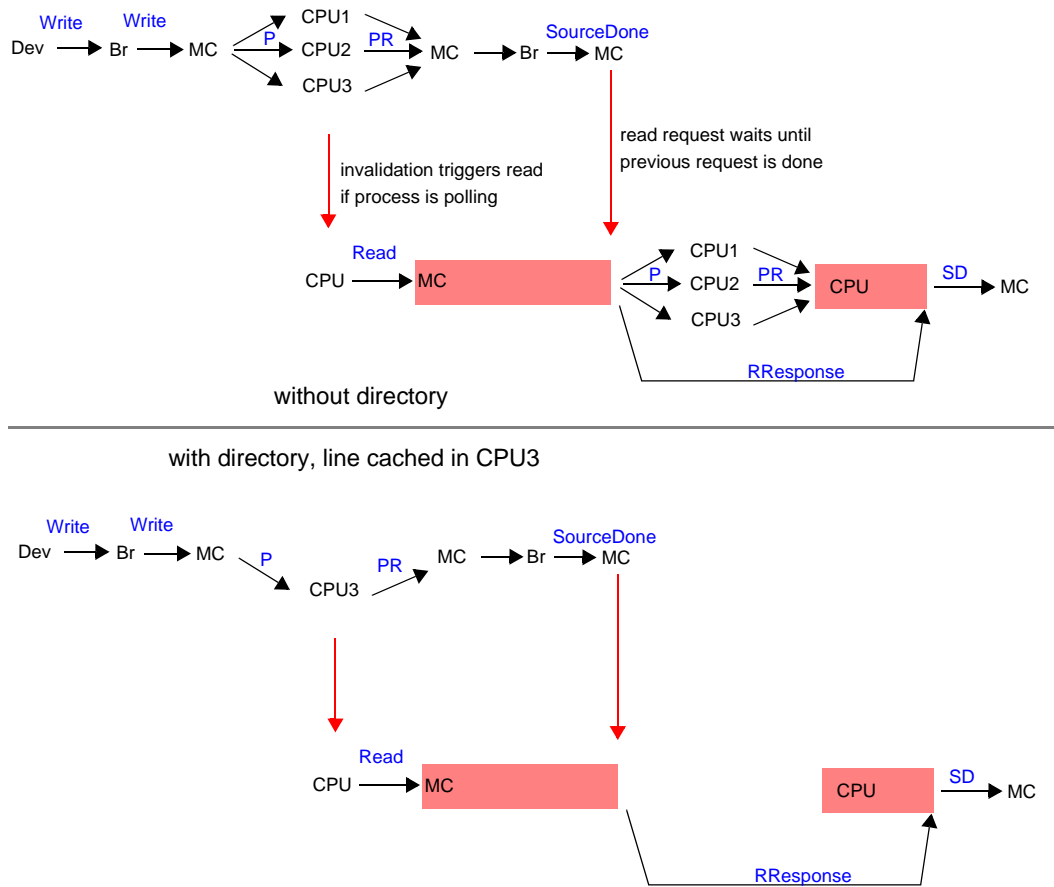 Write
Write
Dev
Br
MC
P
CPU1
CPU2
CPU3
PR
MC
Br
SourceDone
MC
invalidation triggers read
if process is polling
read request waits until
previous request is done
CPU
Read
MC
P
CPU1
CPU2
CPU3
PR
CPU
SD
MC
RResponse
without directory
with directory, line cached in CPU3
Write
Write
Dev
Br
MC
P
CPU3
PR
MC
Br
SourceDone
MC
CPU
Read
MC
CPU
SD
MC
RResponse